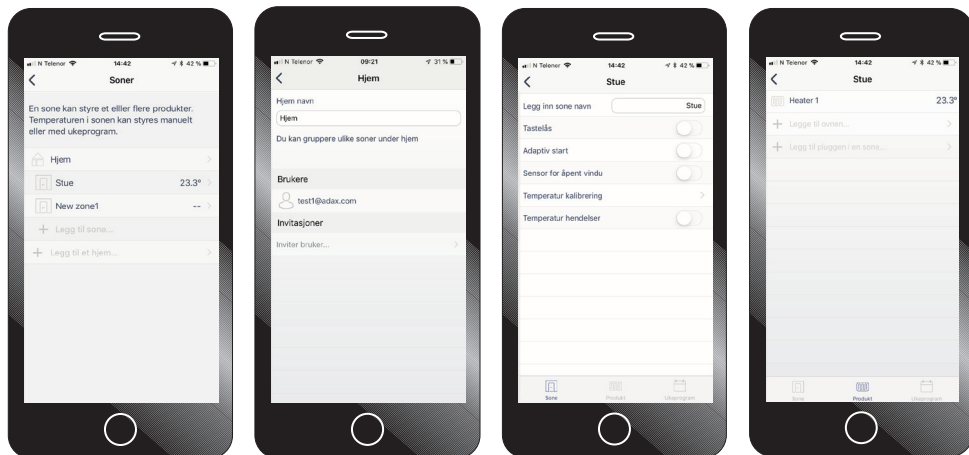 N Telenor 14:42 42 %
Soner
En sone kan styre et elller flere produkter.
Temperaturen i sonen kan styres manuelt
eller med ukeprogram.
Hjem
Stue 23.3°
New zone1 --
+ Legg til sone...
+ Legg til et hjem...
N Telenor 09:21 31 %
Hjem
Hjem navn
Hjem
Du kan gruppere ulike soner under hjem
Brukere
test1@adax.com
Invitasjoner
Inviter bruker...
N Telenor 14:42 42 %
Stue
Legg inn sone navn Stue
Tastelås
Adaptiv start
Sensor for åpent vindu
Temperatur kalibrering
Temperatur hendelser
Sone Produkt Ukeprogram
N Telenor 14:42 42 %
Stue
Heater 1 23.3°
+ Legge til ovnen...
+ Legg til pluggen i en sone...
Sone Produkt Ukeprogram